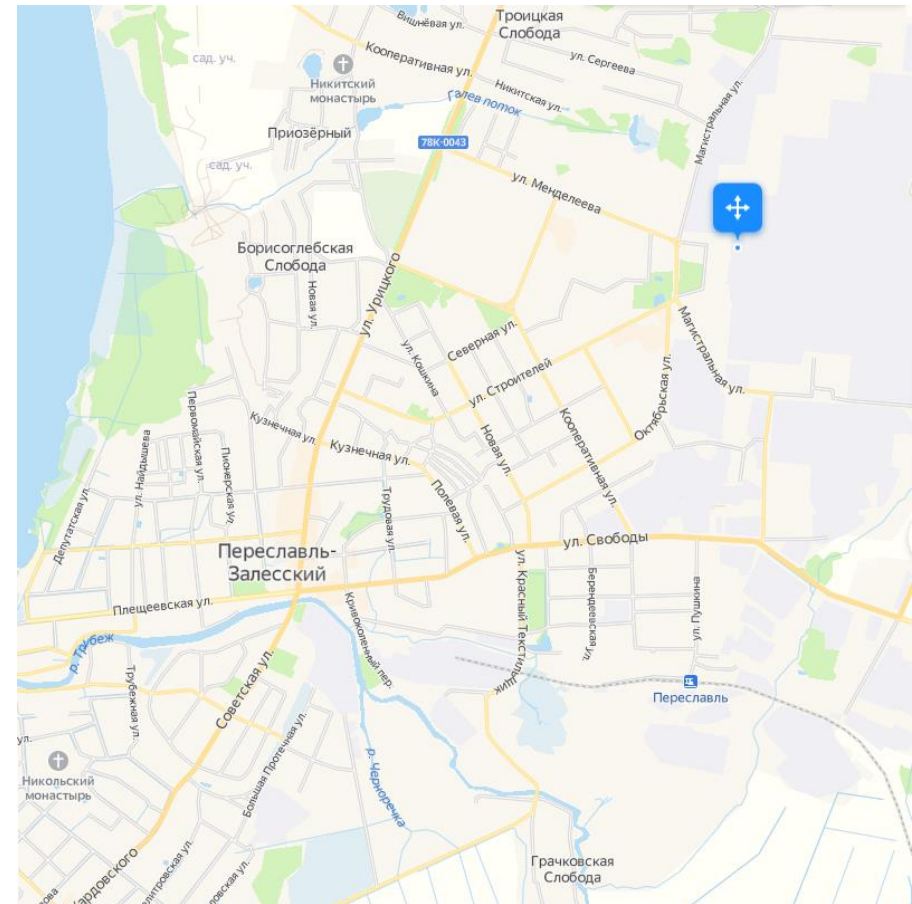 Троицкая
Слобода
Вишнёвая ул.
Кооперативная ул.
ул. Сергеева
сад. уч.
Никитский
монастырь
Никитская ул.
Галев поток
Магистральная ул.
Приозёрный
78К-0043
сад. уч.
ул. Менделеева
Борисоглебская
Слобода
Новая ул.
ул. Урицкого
Северная ул.
Магистральная ул.
ул. Кошкина
ул. Строителей
Октябрьская ул.
Первомайская ул.
Кузнечная ул.
Кузнечная ул.
Новая ул.
Кооперативная ул.
ул. Найдышева
Пионерская ул.
Полевая ул.
Трудовая ул.
Депутатская ул.
ул. Свободы
Переславль-
Залесский
ул. Красный Текстильщик
Берендеевская ул.
ул. Пушкина
Плещеевская ул.
Кривоколенный пер.
р. Трубеж
Трубежная ул.
Советская ул.
Переславль
ул.
Никольский
монастырь
Большая Протечная ул.
р. Черноречка
Грачковская
Слобода